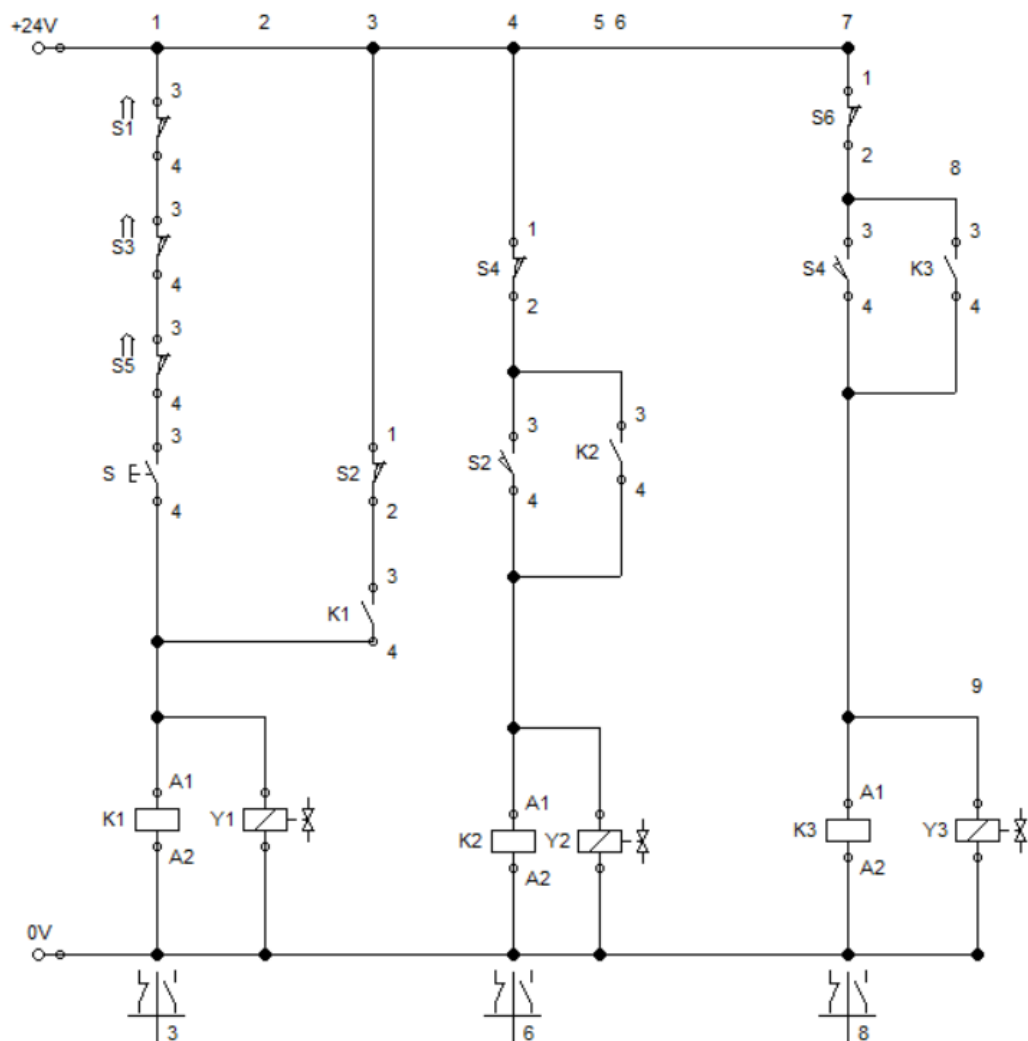 1 2 3 4 5 6 7
+24V
3 1
S1 S6
4 2
8
3 1 3 3
S3 S4 S4 K3
4 2 4 4
3
S5
4
3 1 3 3
S S2 S2 K2
4 2 4 4
3
K1
4
9
A1 A1 A1
K1 Y1 K2 Y2 K3 Y3
A2 A2 A2
0V
3 6 8